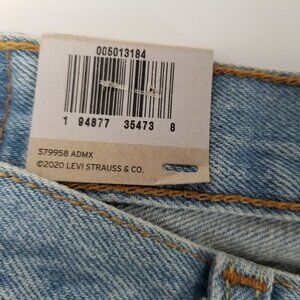 005013184
1 94877 35473 8
S79958 ADMX
©2020 LEVI STRAUSS & CO.